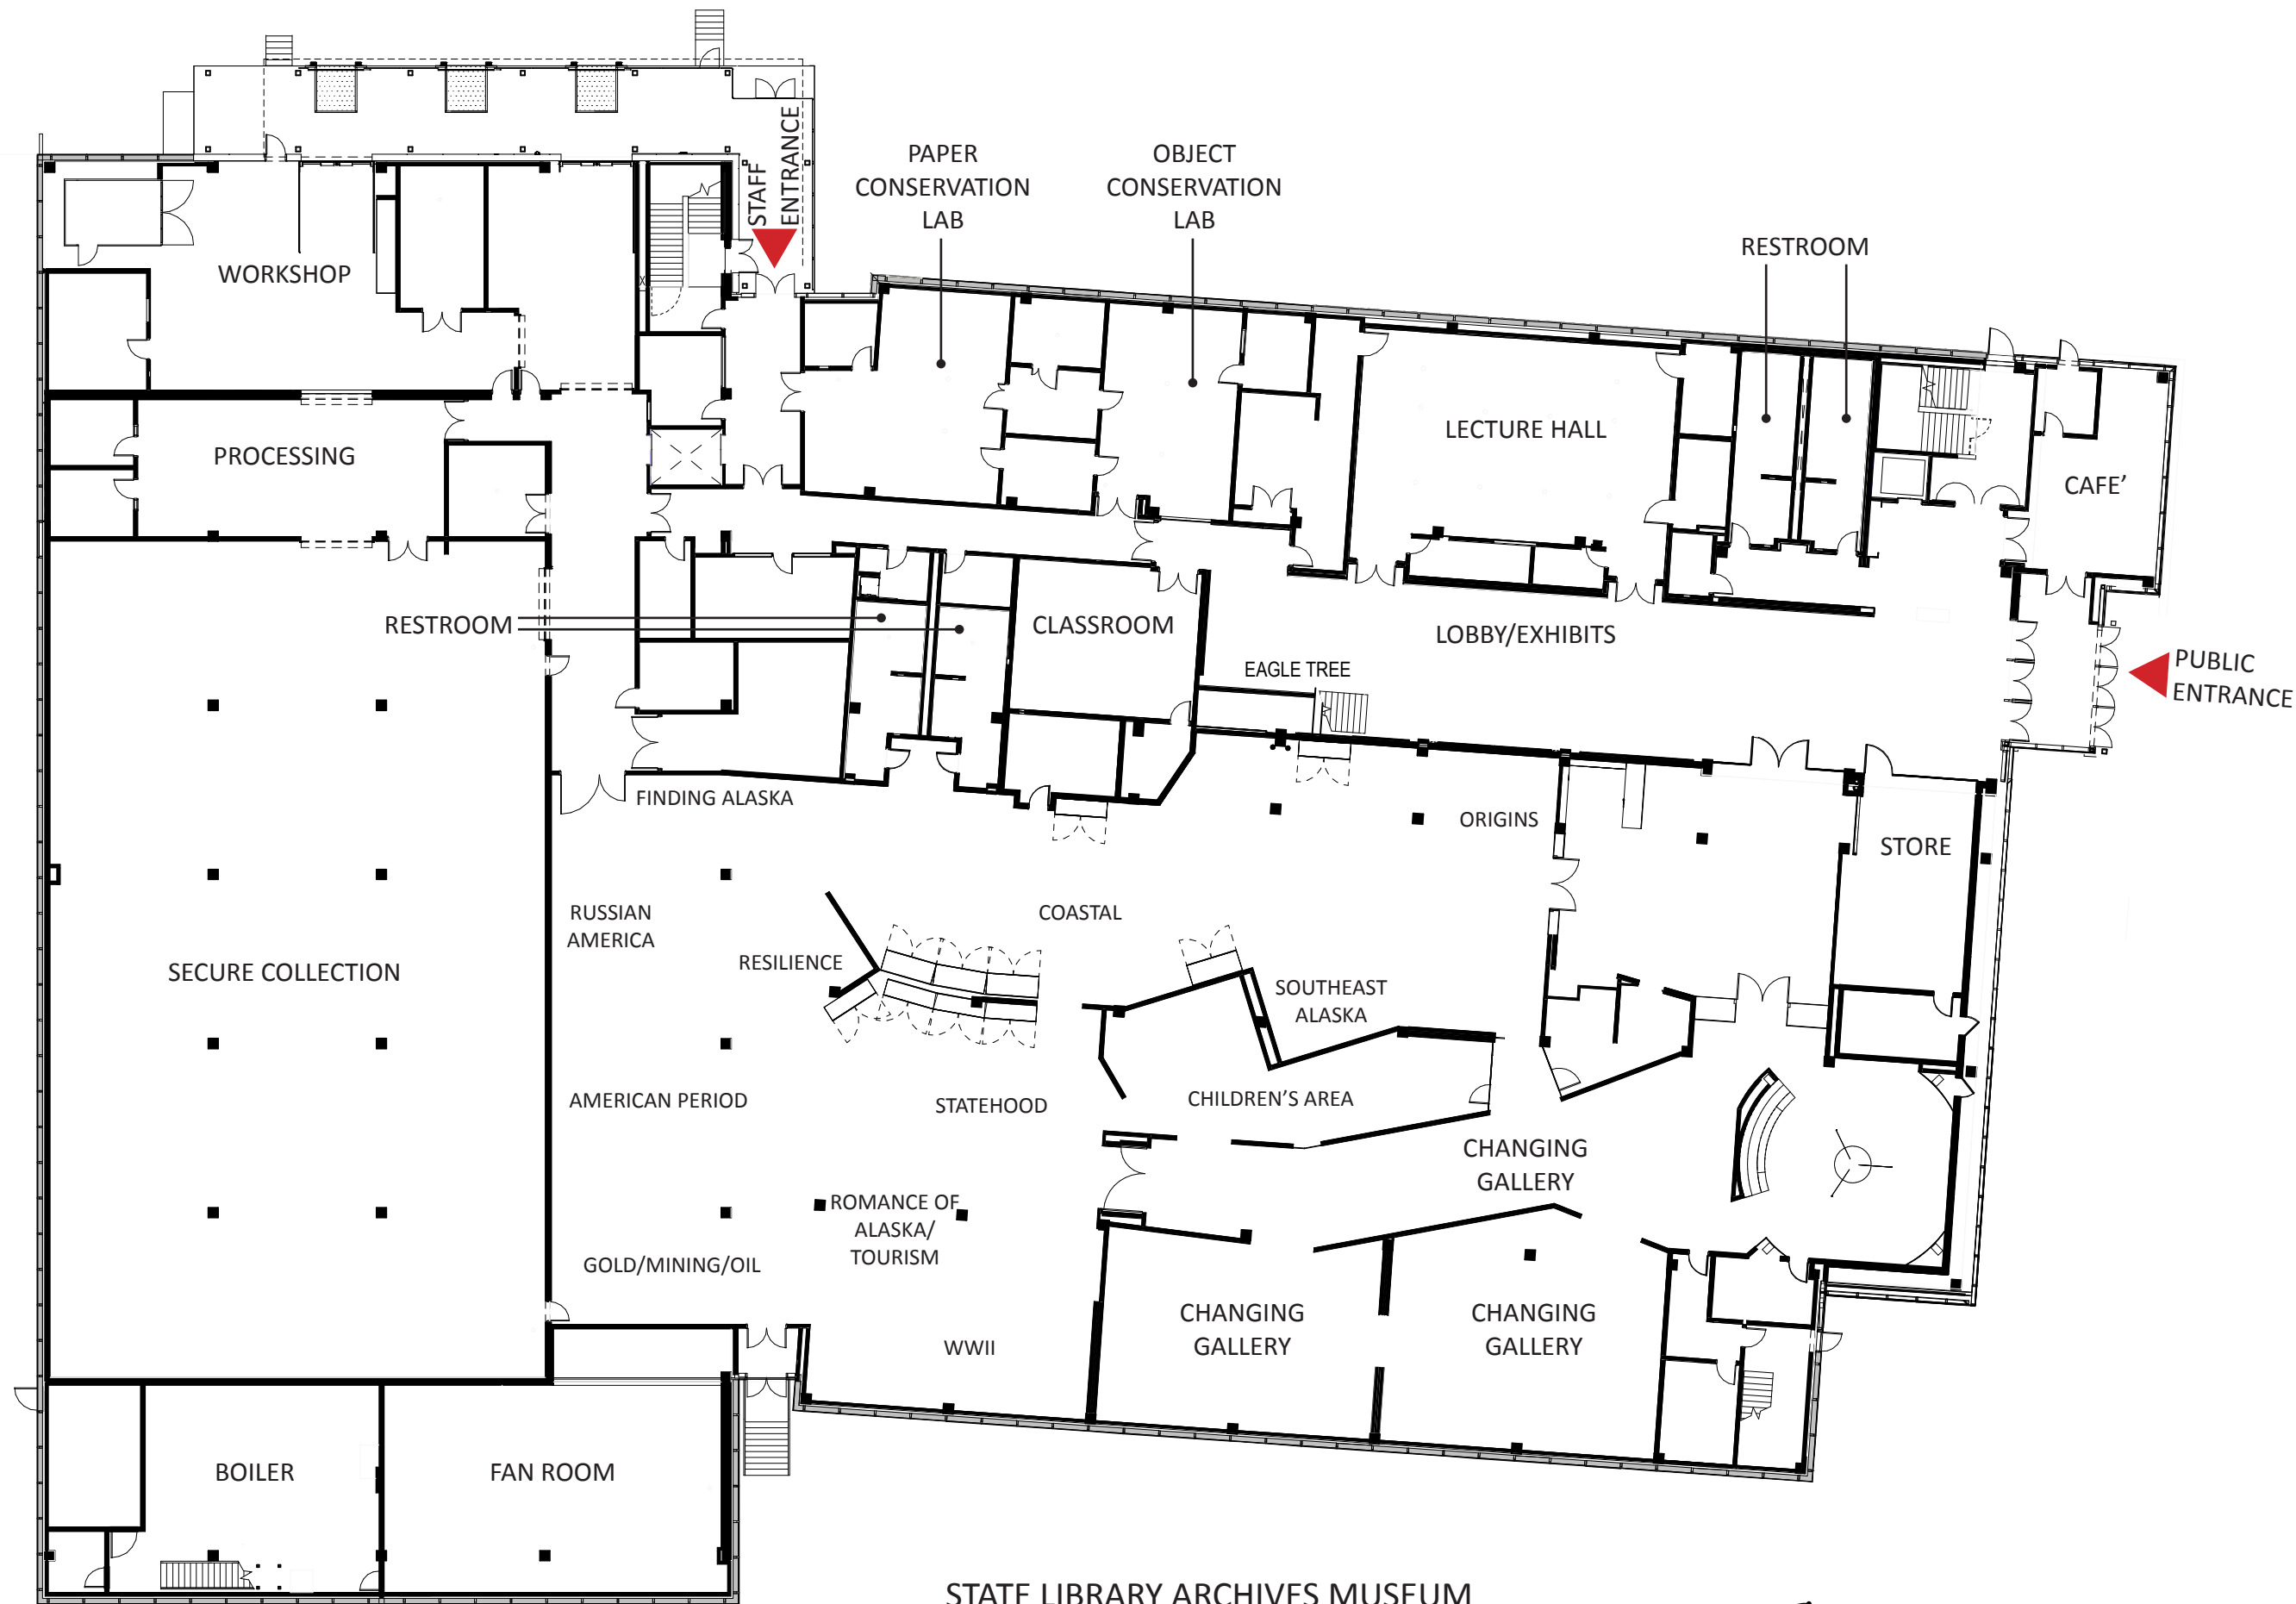 STAFF
ENTRANCE
PAPER
CONSERVATION
LAB
OBJECT
CONSERVATION
LAB
RESTROOM
WORKSHOP
LECTURE HALL
PROCESSING
CAFE'
RESTROOM
CLASSROOM
LOBBY/EXHIBITS
EAGLE TREE
PUBLIC
ENTRANCE
FINDING ALASKA
ORIGINS
STORE
RUSSIAN
AMERICA
COASTAL
RESILIENCE
SECURE COLLECTION
SOUTHEAST
ALASKA
AMERICAN PERIOD
STATEHOOD
CHILDREN'S AREA
CHANGING
GALLERY
ROMANCE OF
ALASKA/
TOURISM
GOLD/MINING/OIL
CHANGING
GALLERY
CHANGING
GALLERY
WWII
BOILER
FAN ROOM
STATE LIBRARY ARCHIVES MUSEUM